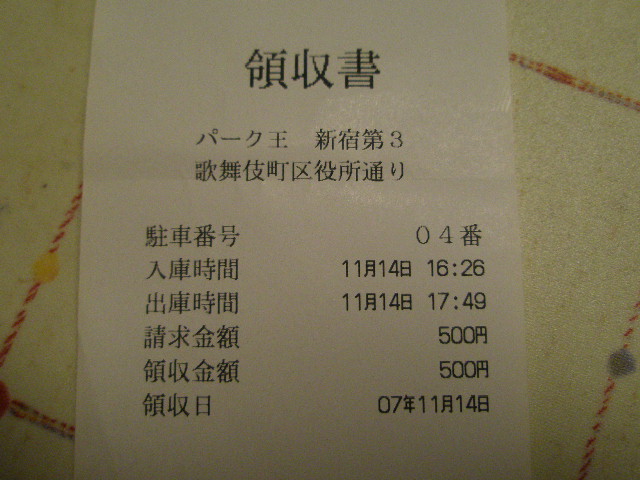 領収書
パーク王　新宿第３
歌舞伎町区役所通り
駐車番号 ０４番
入庫時間 11月14日 16:26
出庫時間 11月14日 17:49
請求金額 500円
領収金額 500円
領収日 07年11月14日